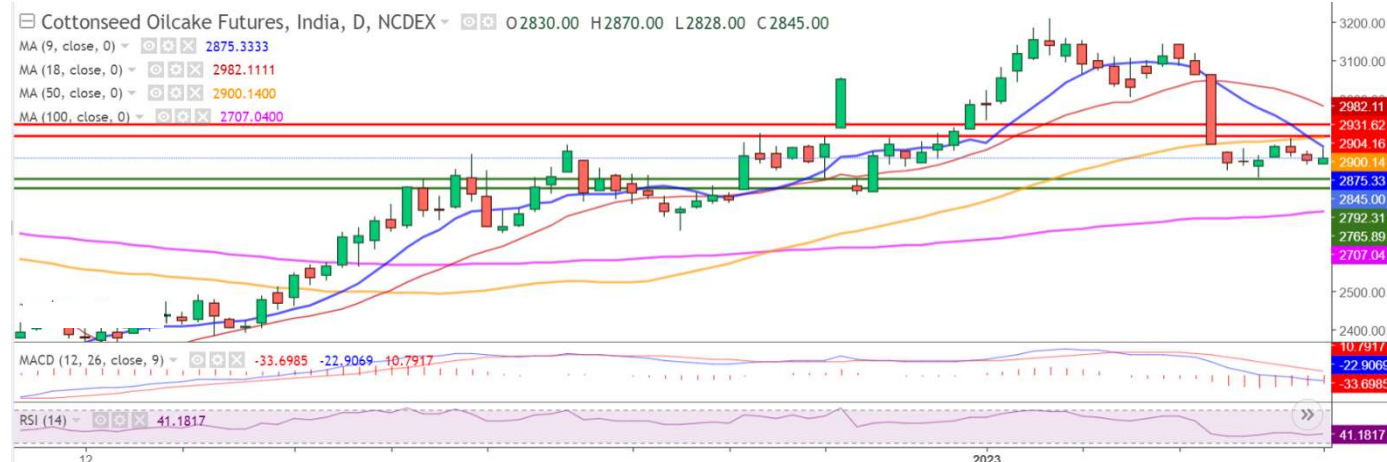 Cottonseed Oilcake Futures, India, D, NCDEX O2830.00 H2870.00 L2828.00 C2845.00
MA (9, close, 0) 2875.3333
MA (18, close, 0) 2982.1111
MA (50, close, 0) 2900.1400
MA (100, close, 0) 2707.0400
3200.00
3100.00
2982.11
2931.62
2904.16
2900.14
2875.33
2845.00
2792.31
2765.89
2707.04
2500.00
2400.00
MACD (12, 26, close, 9) -33.6985 -22.9069 10.7917
10.7917
-22.9069
-33.6985
RSI (14) 41.1817
41.1817
12 2023